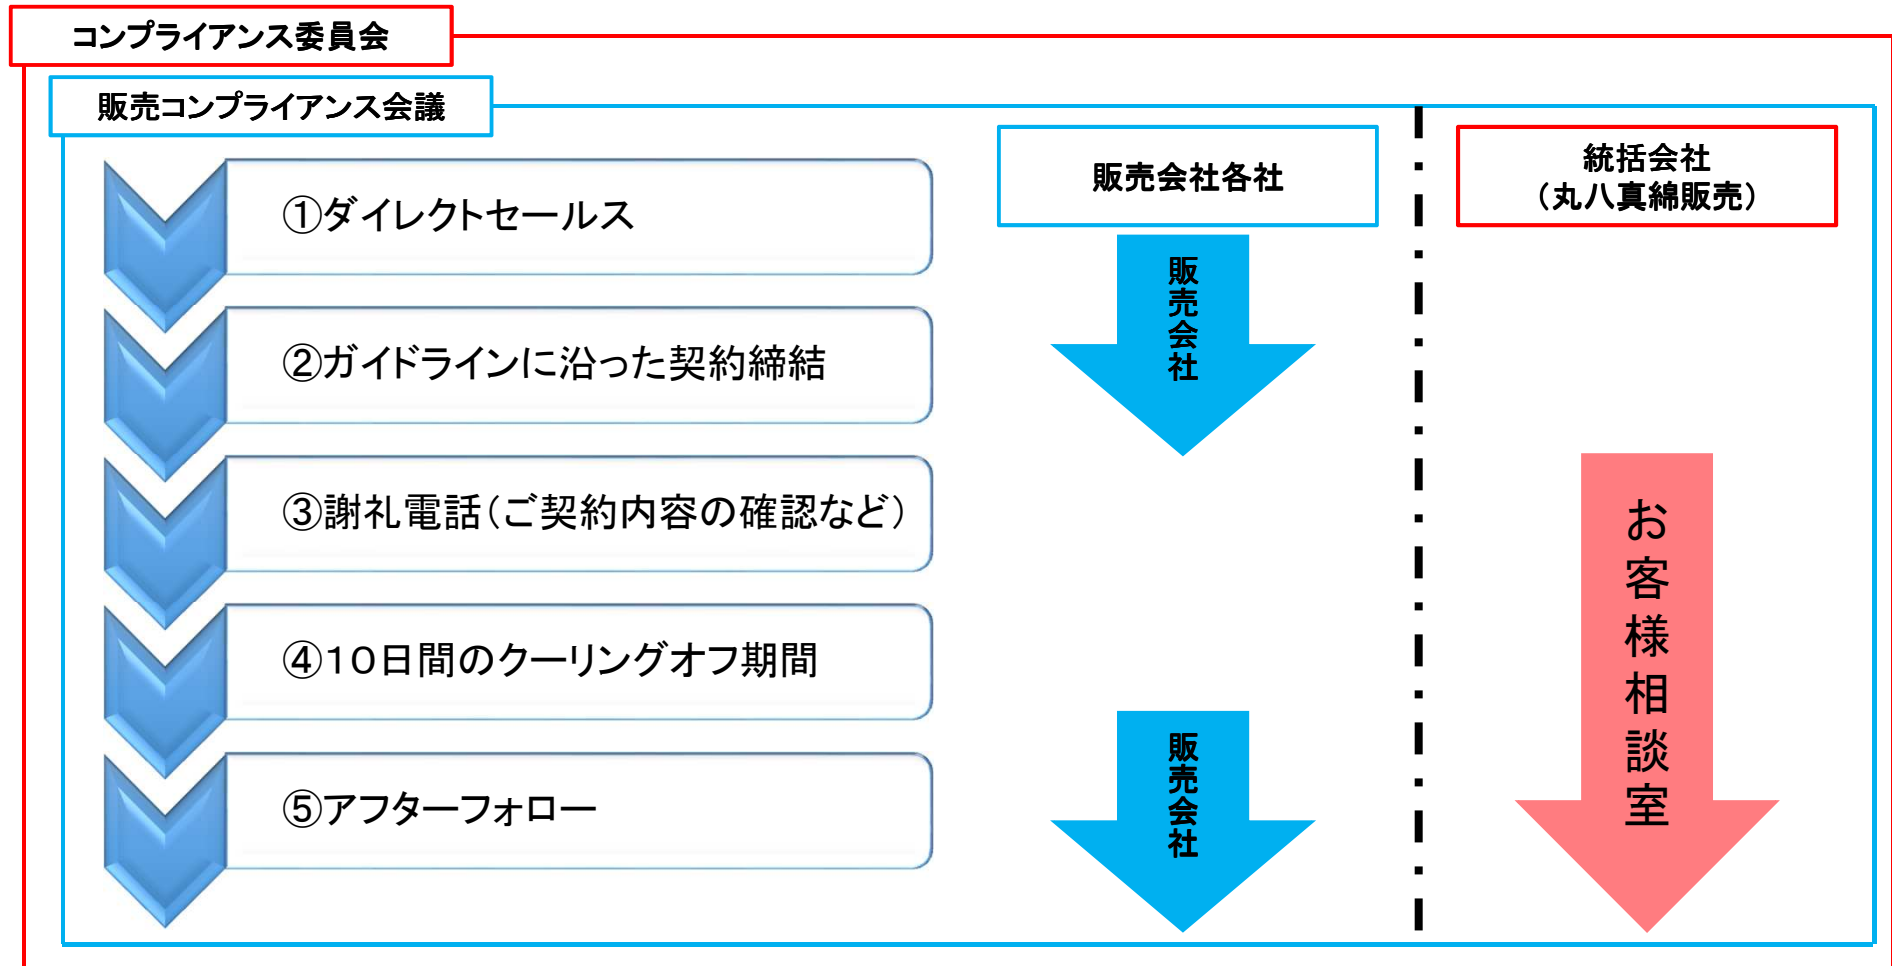 コンプライアンス委員会
販売コンプライアンス会議
①ダイレクトセールス
②ガイドラインに沿った契約締結
③謝礼電話（ご契約内容の確認など）
④１０日間のクーリングオフ期間
⑤アフターフォロー
販売会社各社
販売会社
販売会社
統括会社
（丸八真綿販売）
お客様相談室